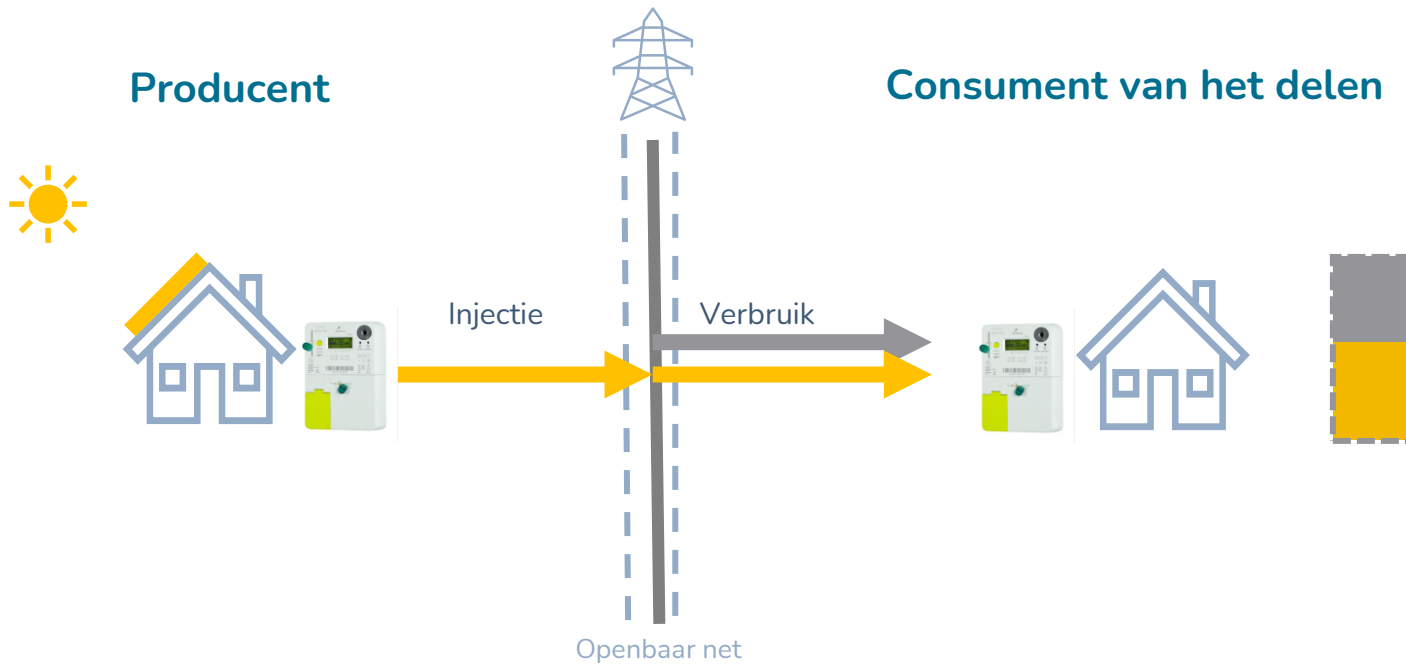 Producent
Consument van het delen
Injectie
Verbruik
Openbaar net